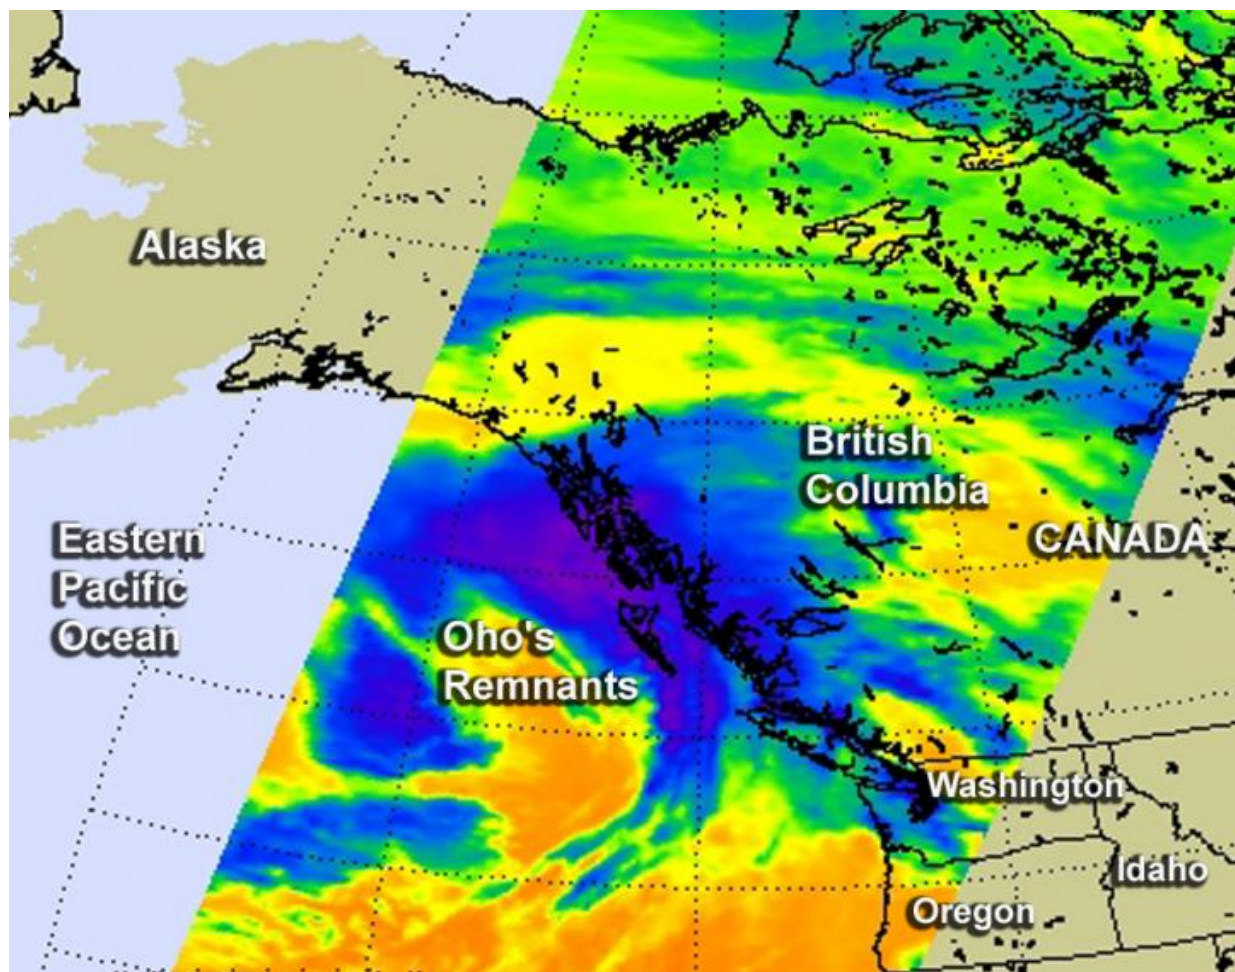 Alaska
British
Columbia
CANADA
Eastern
Pacific
Ocean
Oho's
Remnants
Washington
Idaho
Oregon